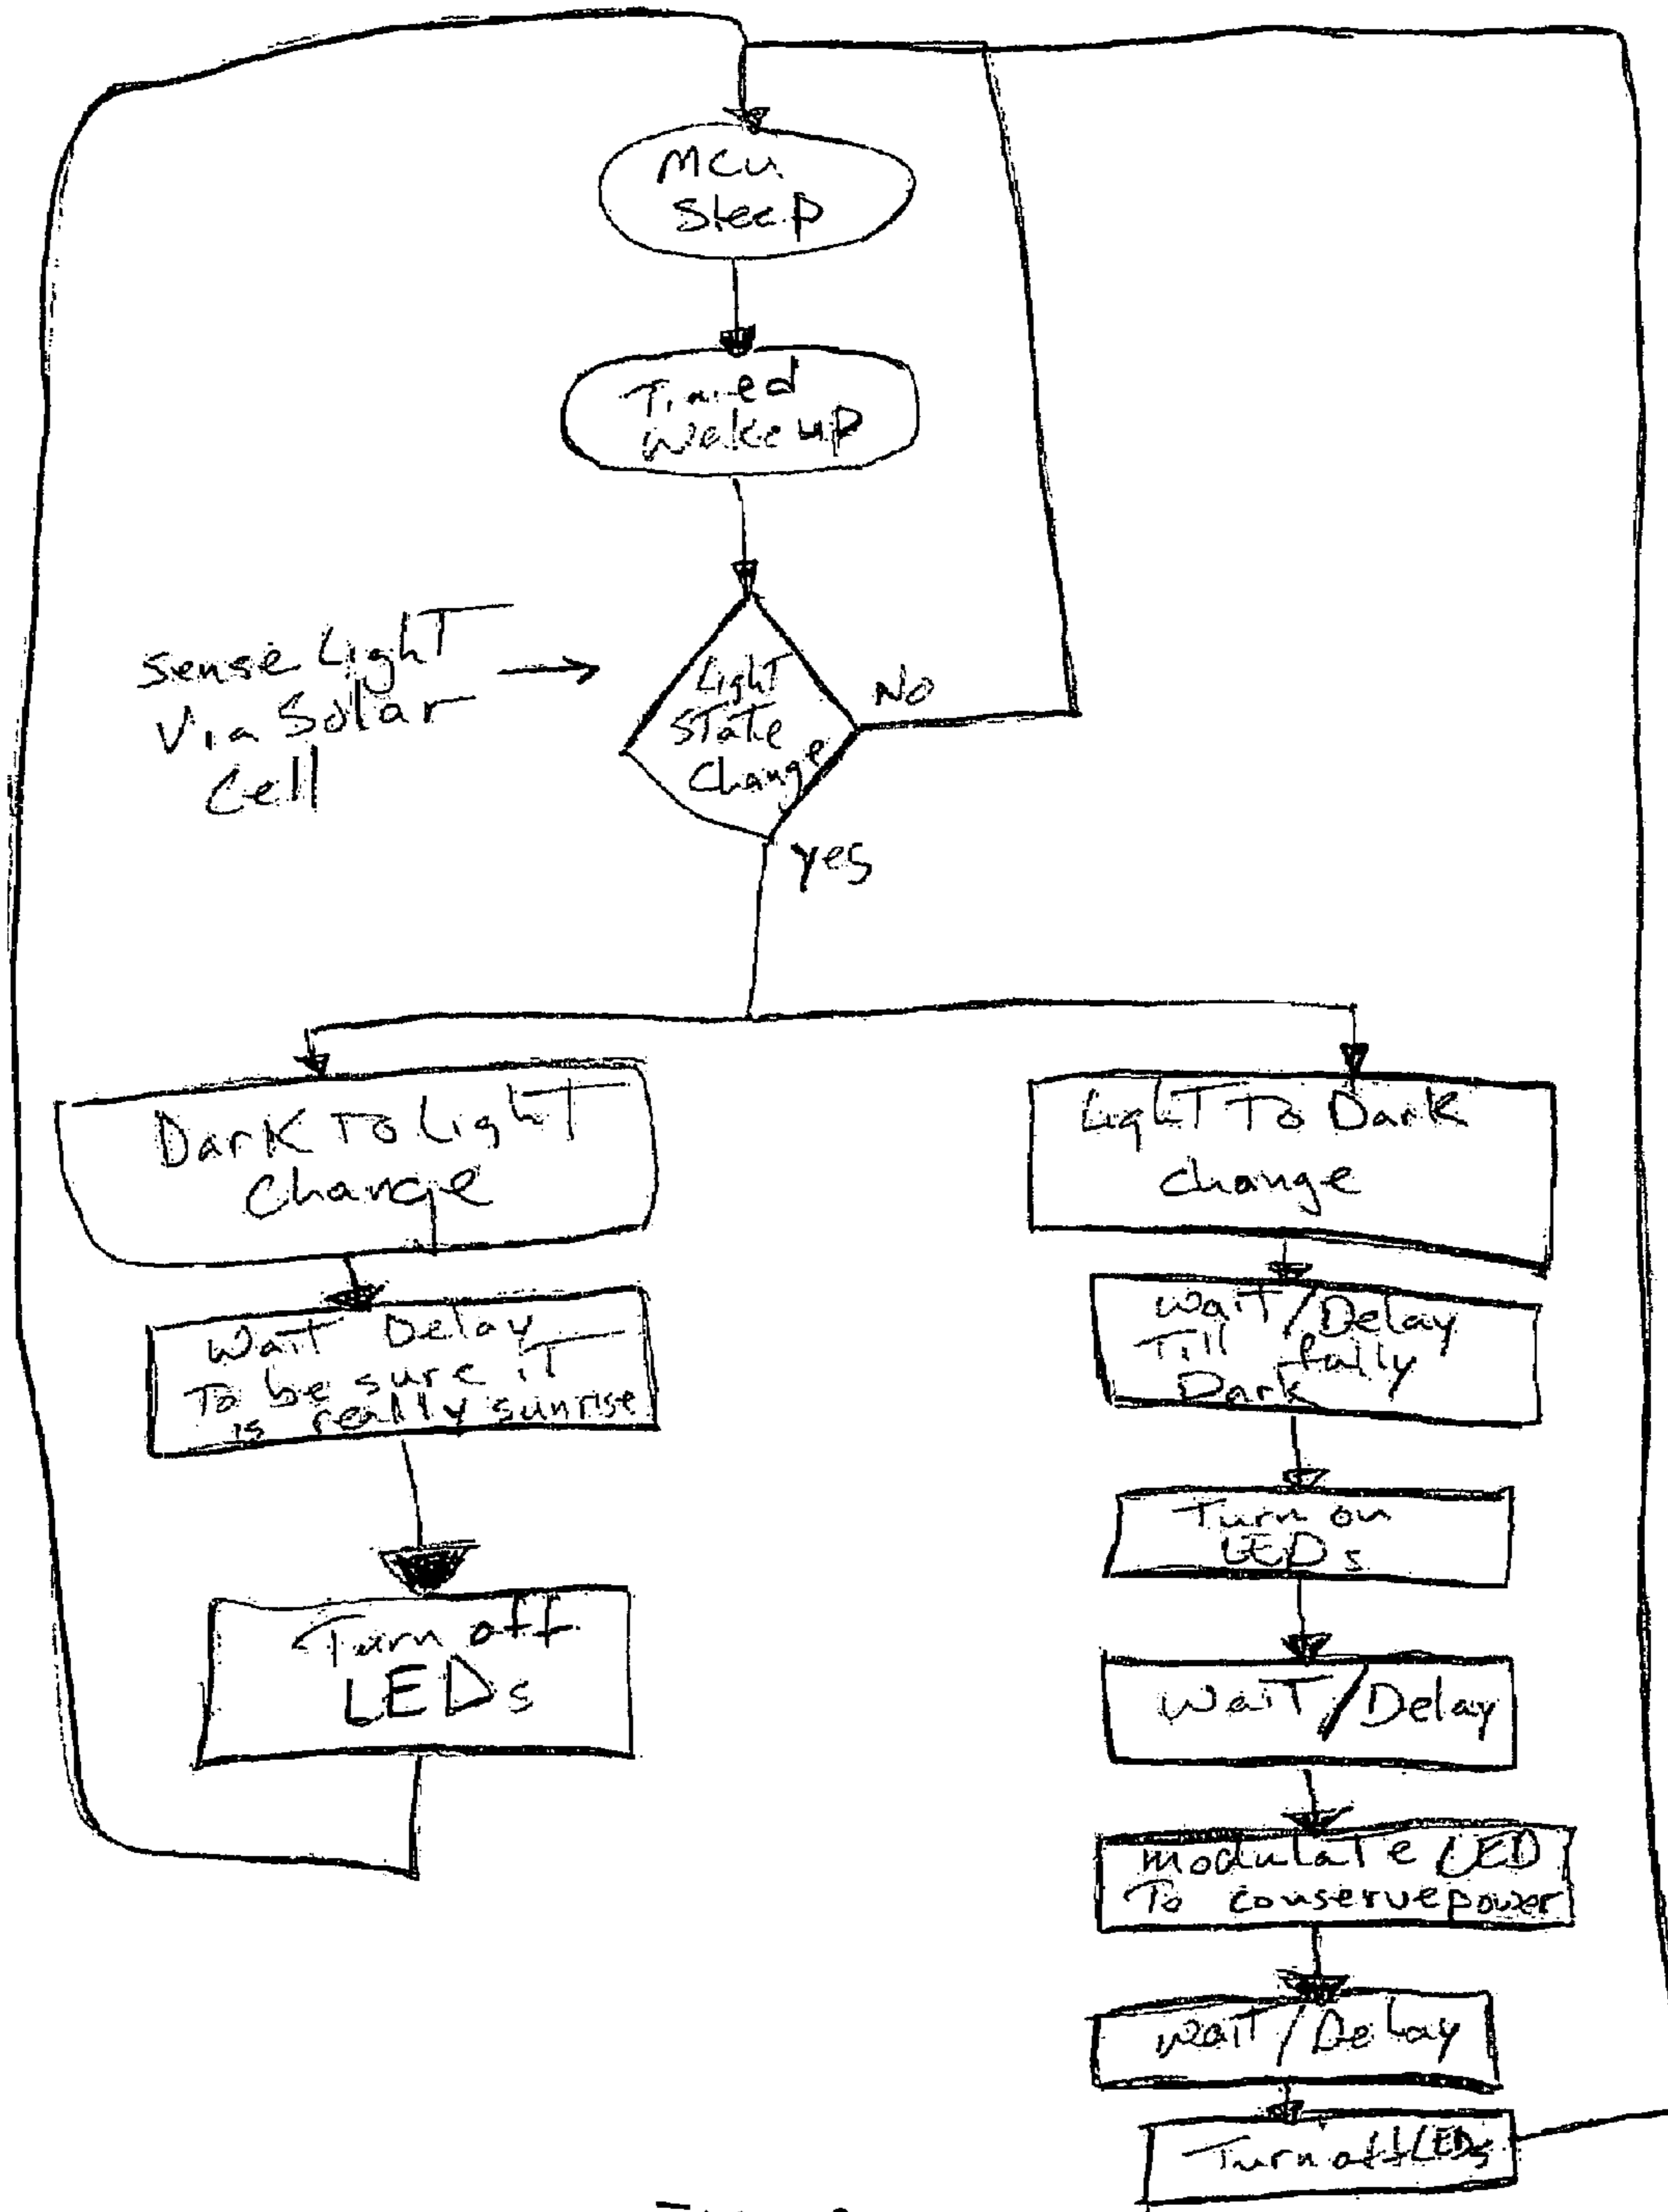 MCU
Sleep
Timed
Wakeup
Sense Light
Via Solar
Cell
Light
State
Change
No
Yes
Dark To Light
Change
Wait Delay
To be sure iT
is really sunrise
Turn off
LEDs
Light To Dark
change
Wait/Delay
Till fully
Dark
Turn on
LEDs
Wait/Delay
Modulate LED
To conserve power
Wait/Delay
Turn off LEDs